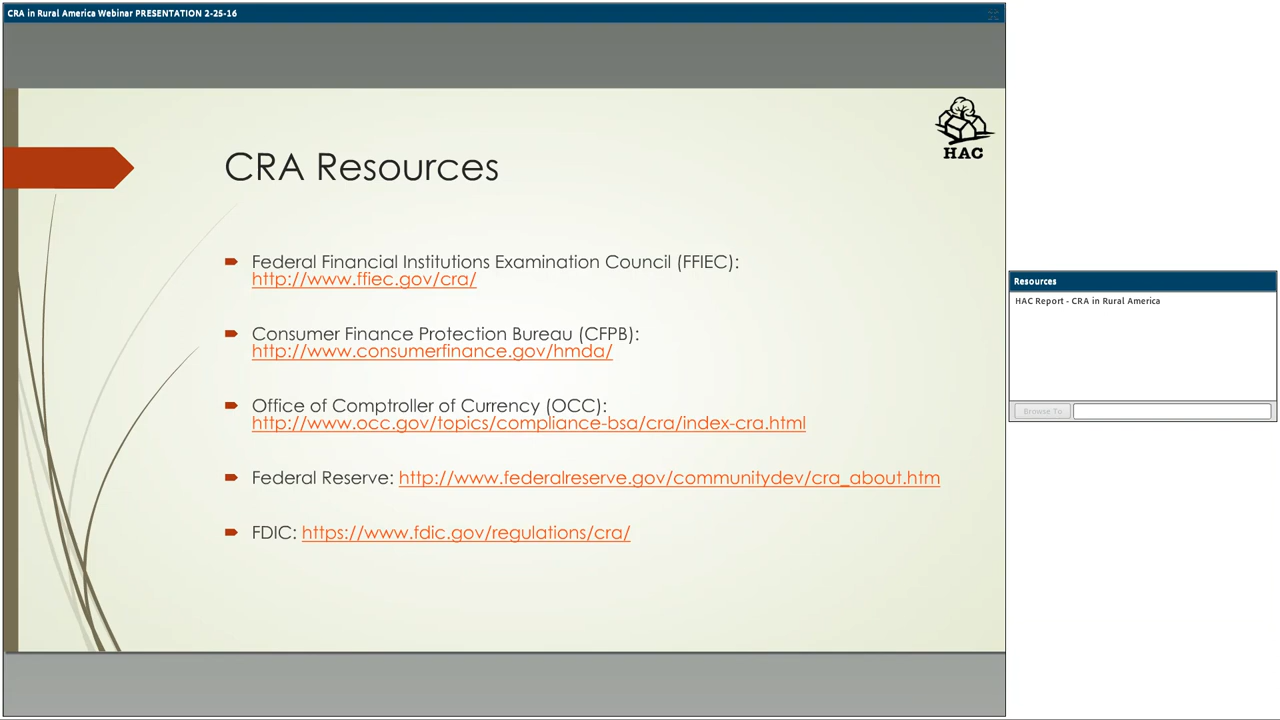 CRA in Rural America Webinar PRESENTATION 2-25-16
HAC
CRA Resources
Federal Financial Institutions Examination Council (FFIEC):
http://www.ffiec.gov/cra/
Consumer Finance Protection Bureau (CFPB):
http://www.consumerfinance.gov/hmda/
Office of Comptroller of Currency (OCC):
http://www.occ.gov/topics/compliance-bsa/cra/index-cra.html
Federal Reserve: http://www.federalreserve.gov/communitydev/cra_about.htm
FDIC: https://www.fdic.gov/regulations/cra/
Resources
HAC Report - CRA in Rural America
Browse To